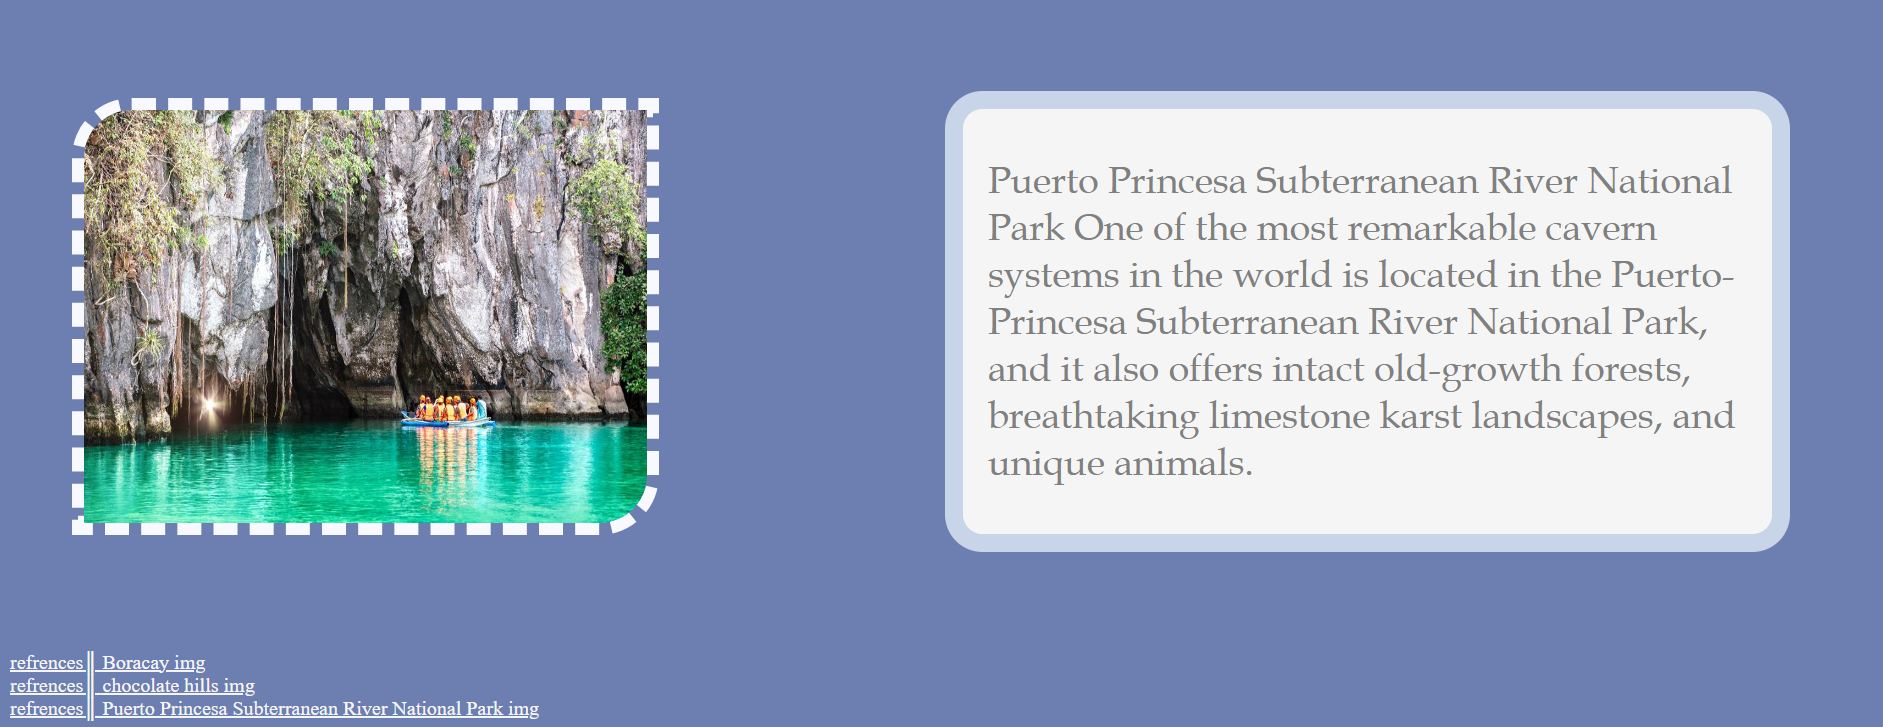 Puerto Princesa Subterranean River National
Park One of the most remarkable cavern
systems in the world is located in the Puerto-
Princesa Subterranean River National Park,
and it also offers intact old-growth forests,
breathtaking limestone karst landscapes, and
unique animals.
refrences║ Boracay img
refrences║ chocolate hills img
refrences║ Puerto Princesa Subterranean River National Park img